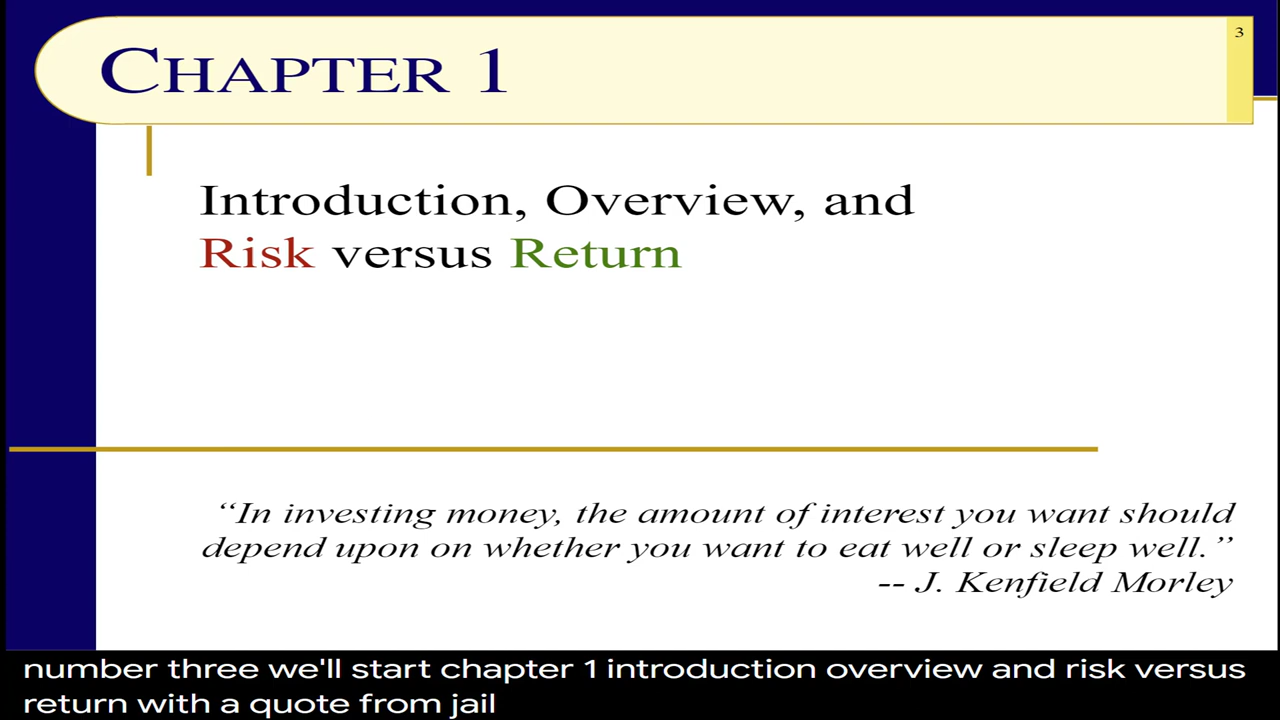 3
CHAPTER 1
Introduction, Overview, and
Risk versus Return
“In investing money, the amount of interest you want should
depend upon on whether you want to eat well or sleep well.”
-- J. Kenfield Morley
number three we'll start chapter 1 introduction overview and risk versus
return with a quote from jail